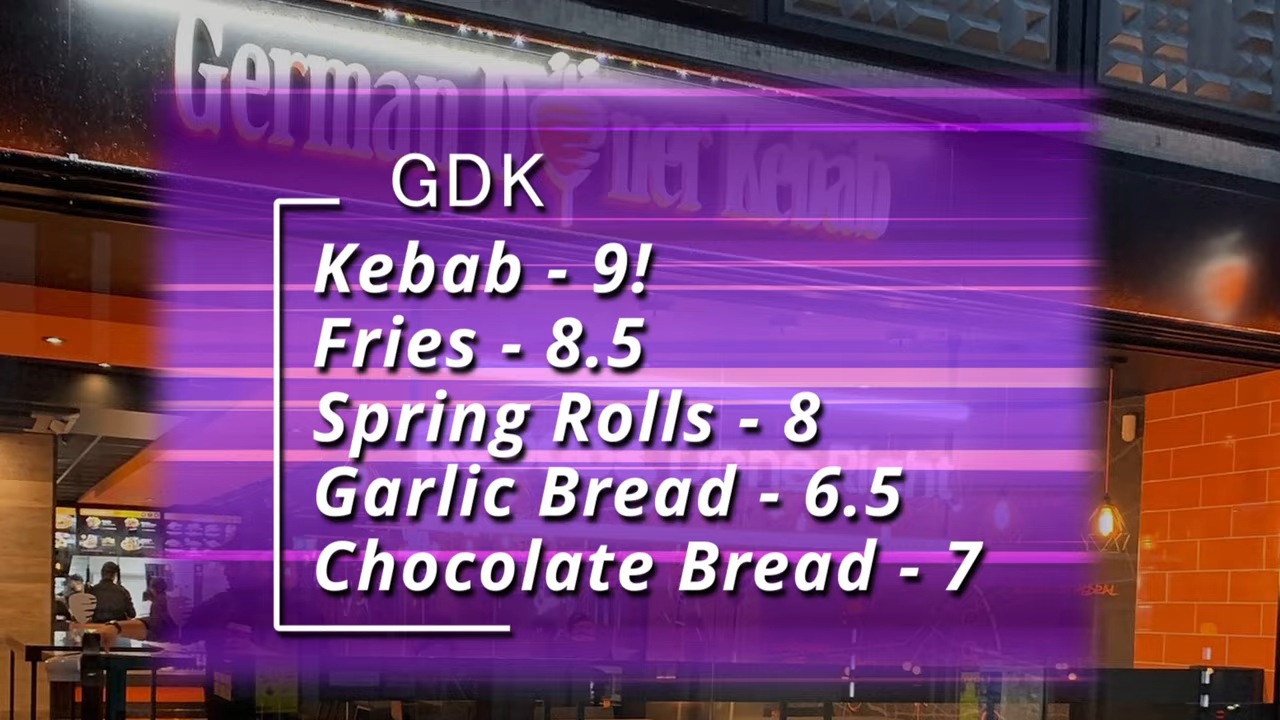 German Döner Kebab
GDK
Kebab - 9!
Fries - 8.5
Spring Rolls - 8
Garlic Bread - 6.5
Chocolate Bread - 7